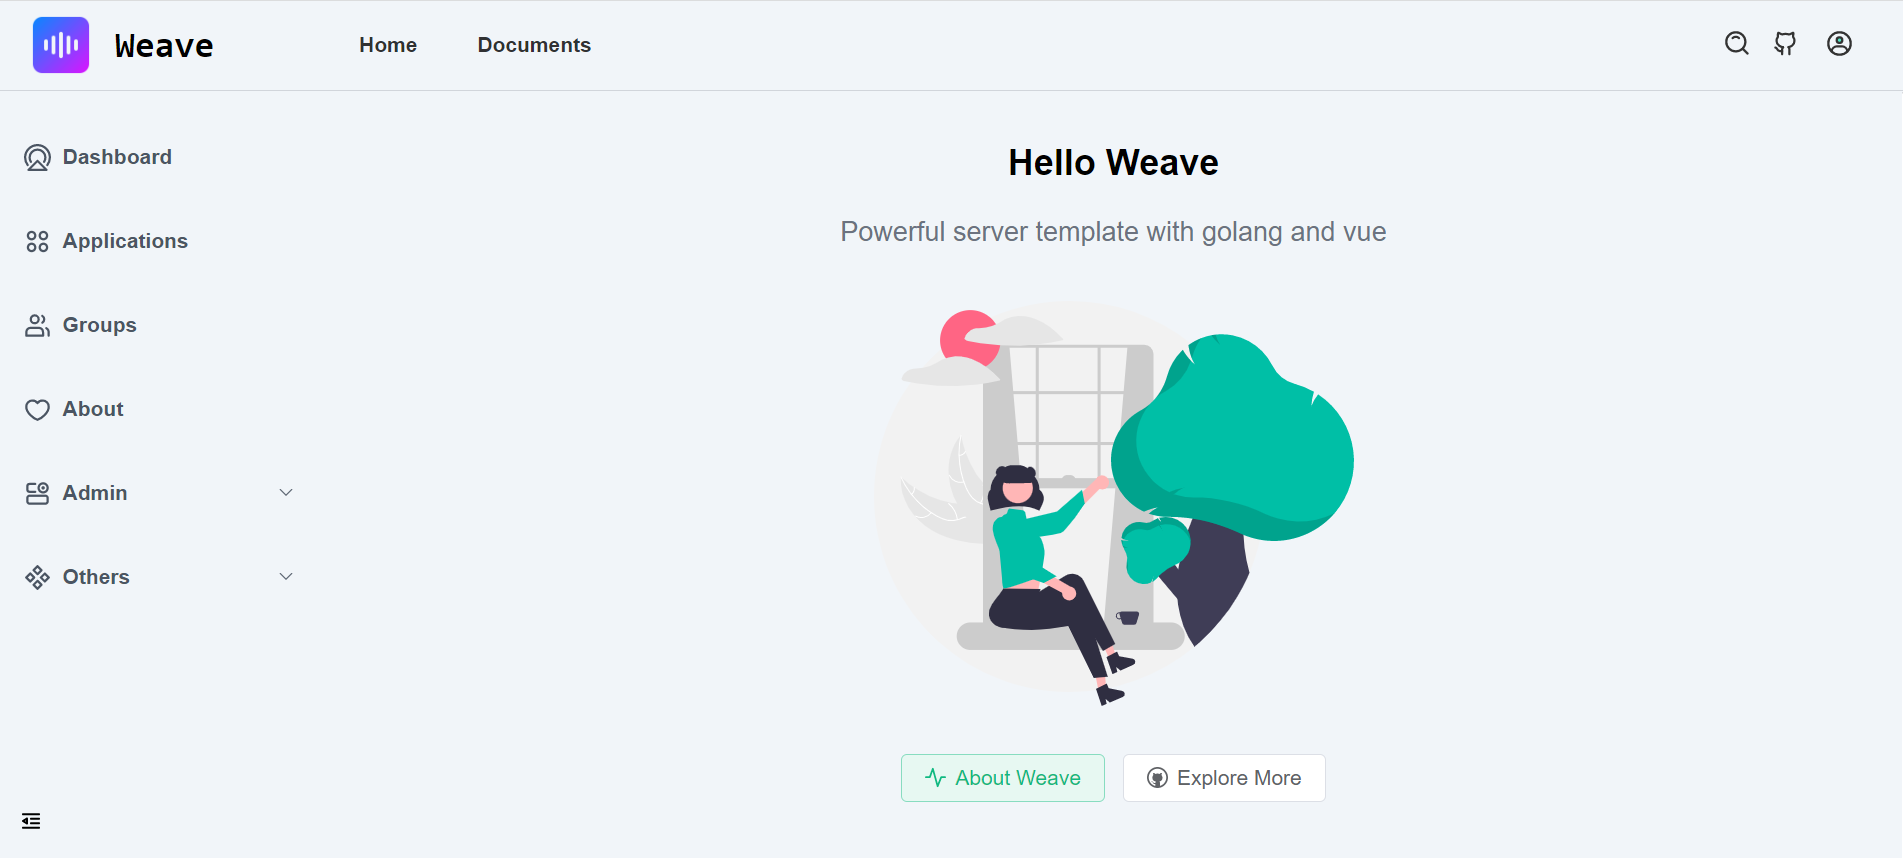 Weave
Home
Documents
Dashboard
Applications
Groups
About
Admin
Others
Hello Weave
Powerful server template with golang and vue
About Weave
Explore More